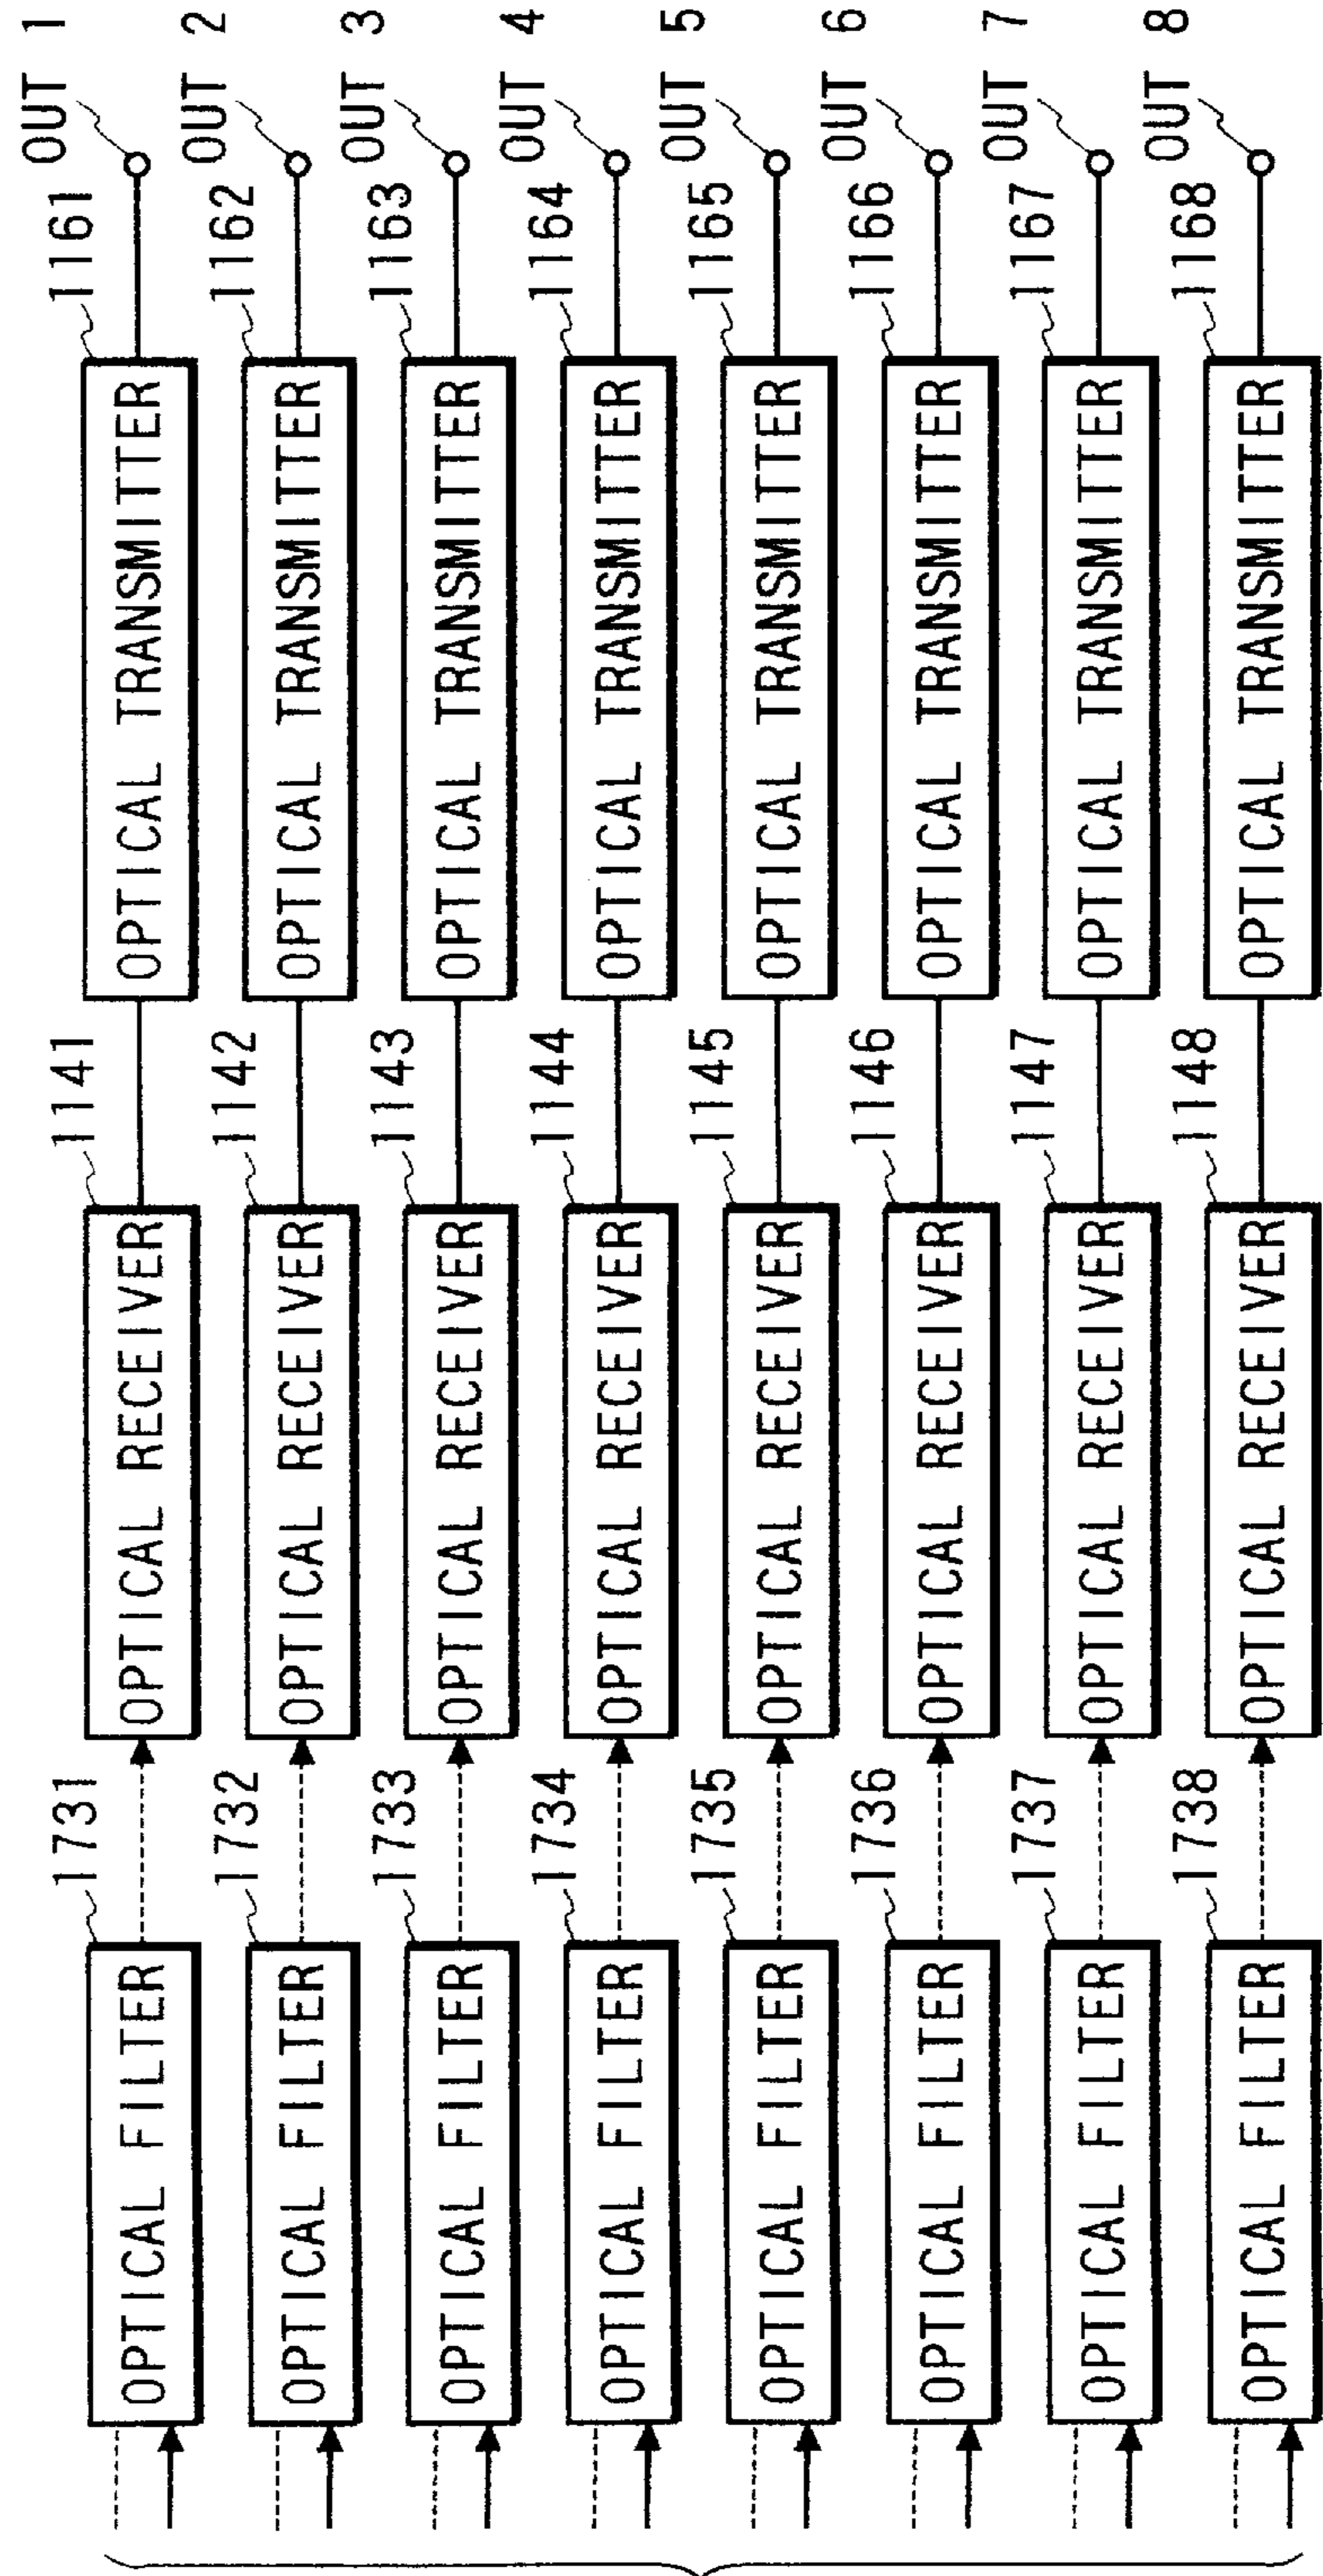 OUT 1
1731
1141
1161
OPTICAL FILTER
OPTICAL RECEIVER
OPTICAL TRANSMITTER
OUT 2
1732
1142
1162
OPTICAL FILTER
OPTICAL RECEIVER
OPTICAL TRANSMITTER
OUT 3
1733
1143
1163
OPTICAL FILTER
OPTICAL RECEIVER
OPTICAL TRANSMITTER
OUT 4
1734
1144
1164
OPTICAL FILTER
OPTICAL RECEIVER
OPTICAL TRANSMITTER
OUT 5
1735
1145
1165
OPTICAL FILTER
OPTICAL RECEIVER
OPTICAL TRANSMITTER
OUT 6
1736
1146
1166
OPTICAL FILTER
OPTICAL RECEIVER
OPTICAL TRANSMITTER
OUT 7
1737
1147
1167
OPTICAL FILTER
OPTICAL RECEIVER
OPTICAL TRANSMITTER
OUT 8
1738
1148
1168
OPTICAL FILTER
OPTICAL RECEIVER
OPTICAL TRANSMITTER